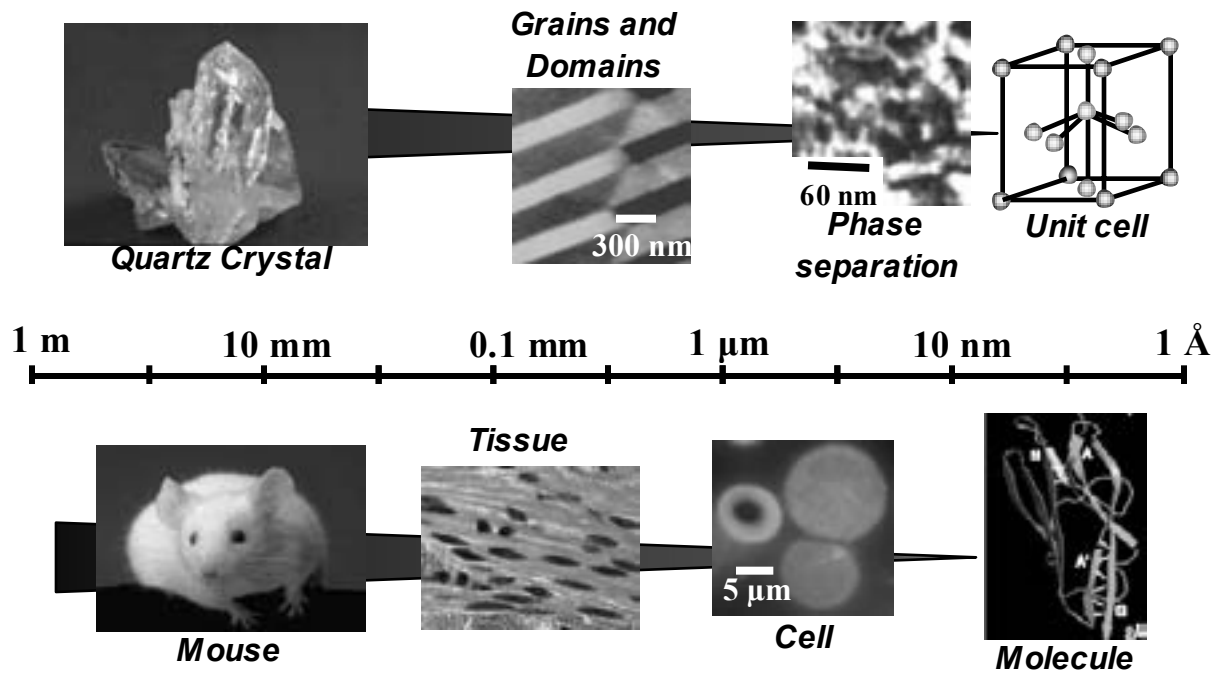 Grains and
Domains
300 nm
60 nm
Quartz Crystal
Phase
separation
Unit cell
1 m
10 mm
0.1 mm
1 µm
10 nm
1 Å
Tissue
N
A
A'
G
5 µm
Mouse
Cell
Molecule